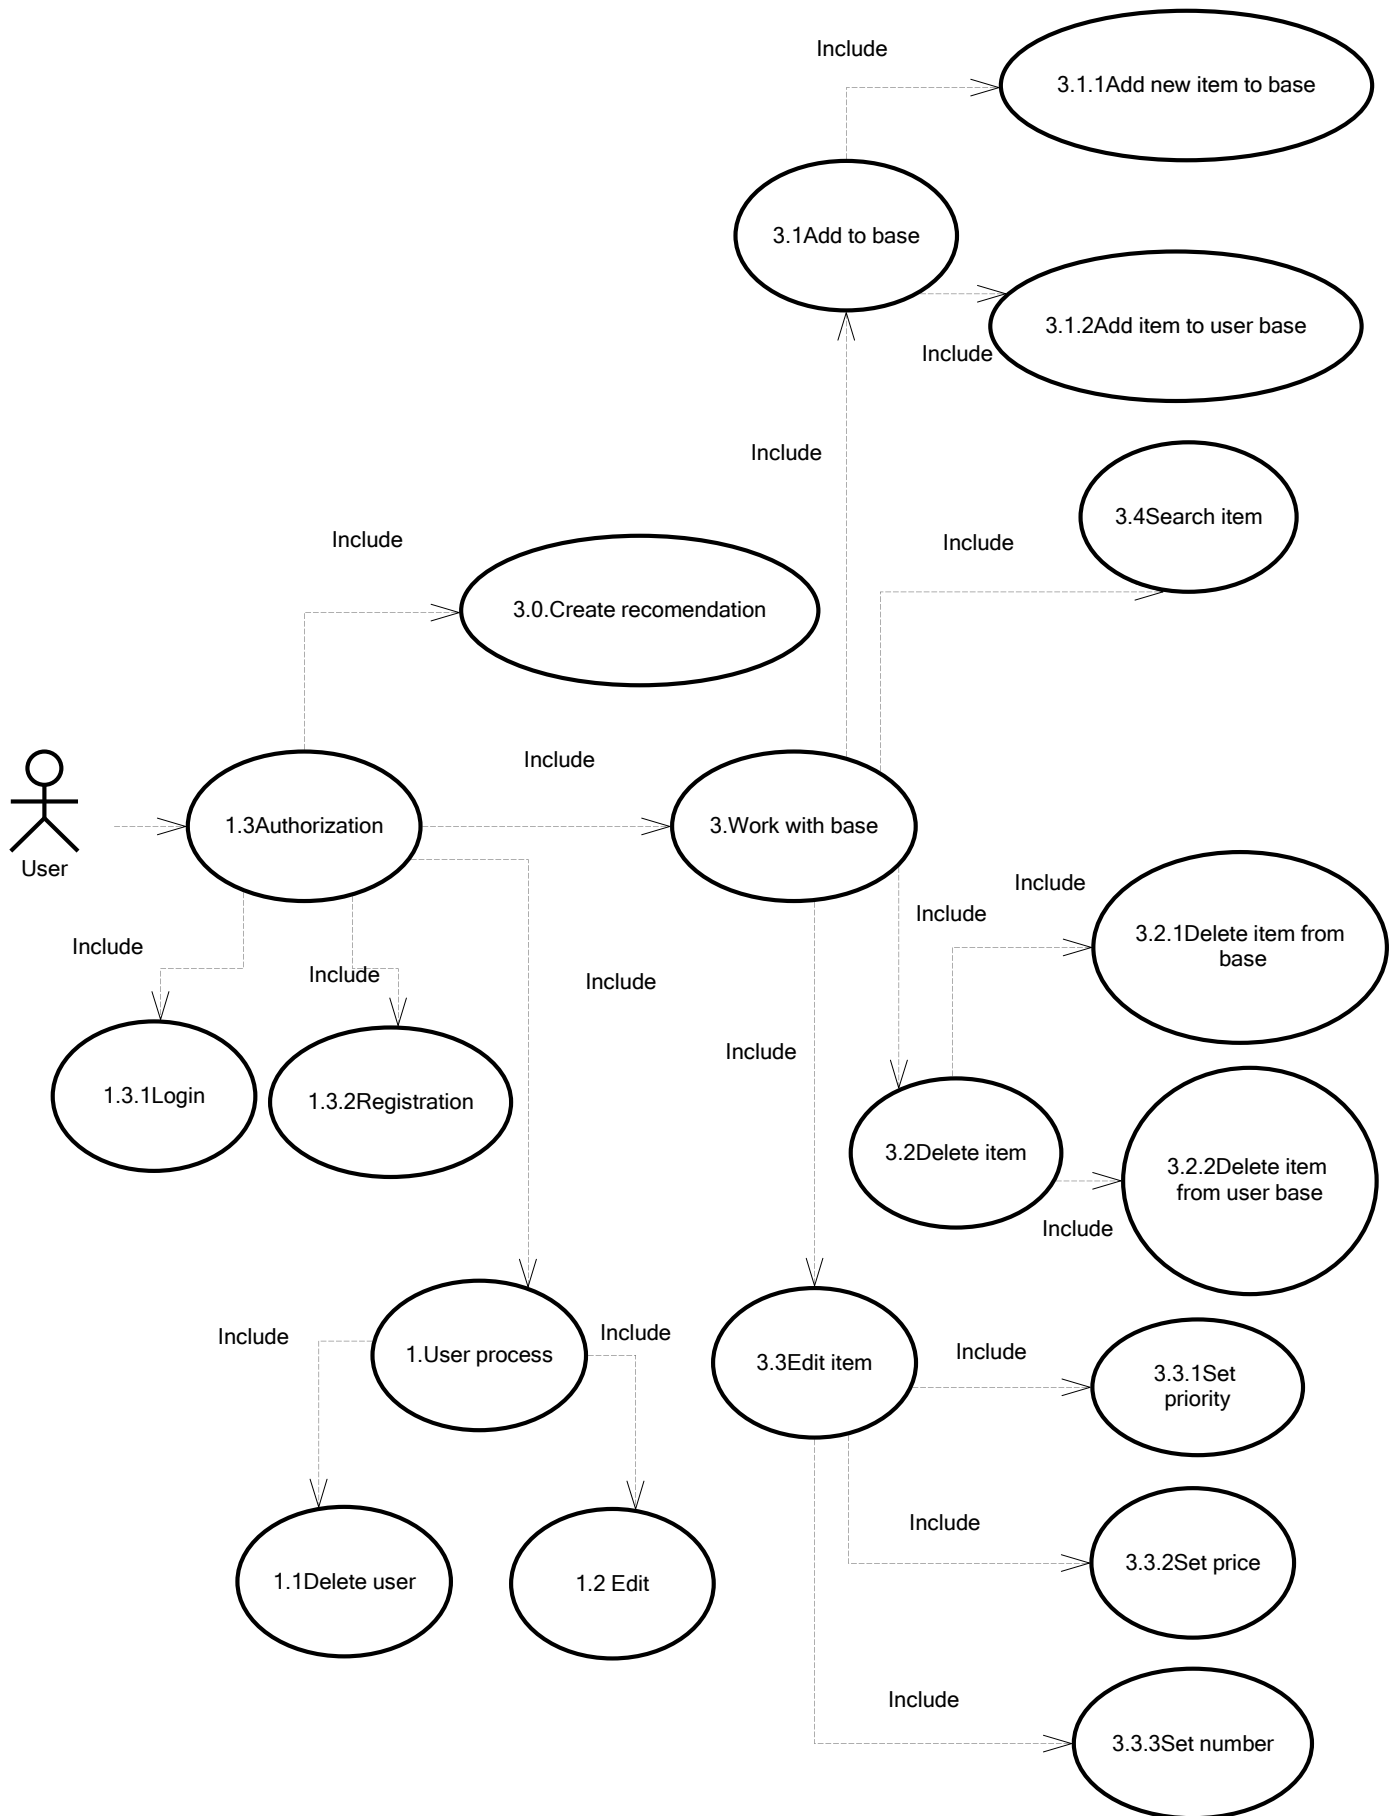 Include
3.1.1Add new item to base
3.1Add to base
3.1.2Add item to user base
Include
Include
3.4Search item
Include
Include
3.0.Create recomendation
Include
User
1.3Authorization
3.Work with base
Include
Include
Include
3.2.1Delete item from
base
Include
Include
Include
Include
1.3.1Login
1.3.2Registration
3.2Delete item
3.2.2Delete item
from user base
Include
Include
Include
1.User process
3.3Edit item
Include
3.3.1Set
priority
Include
3.3.2Set price
1.1Delete user
1.2 Edit
Include
3.3.3Set number